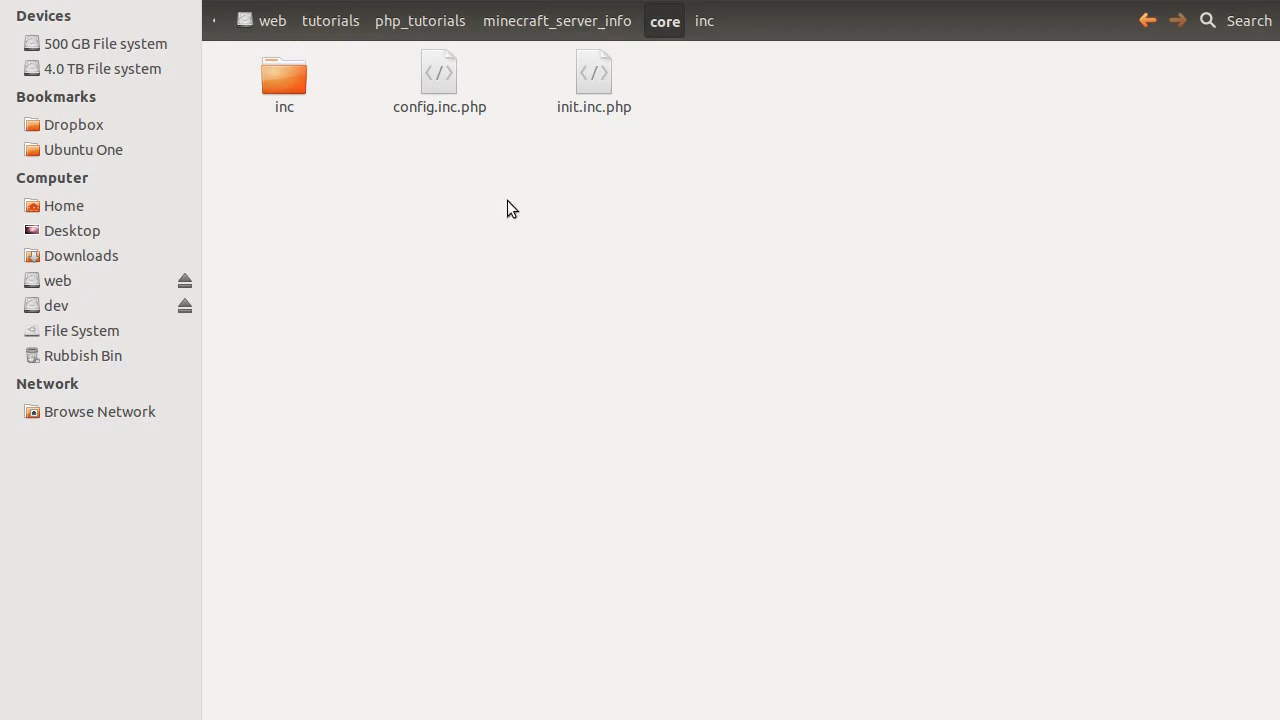 Devices
500 GB File system
4.0 TB File system
Bookmarks
Dropbox
Ubuntu One
Computer
Home
Desktop
Downloads
web
dev
File System
Rubbish Bin
Network
Browse Network
web tutorials php_tutorials minecraft_server_info core inc
Search
inc
config.inc.php
init.inc.php